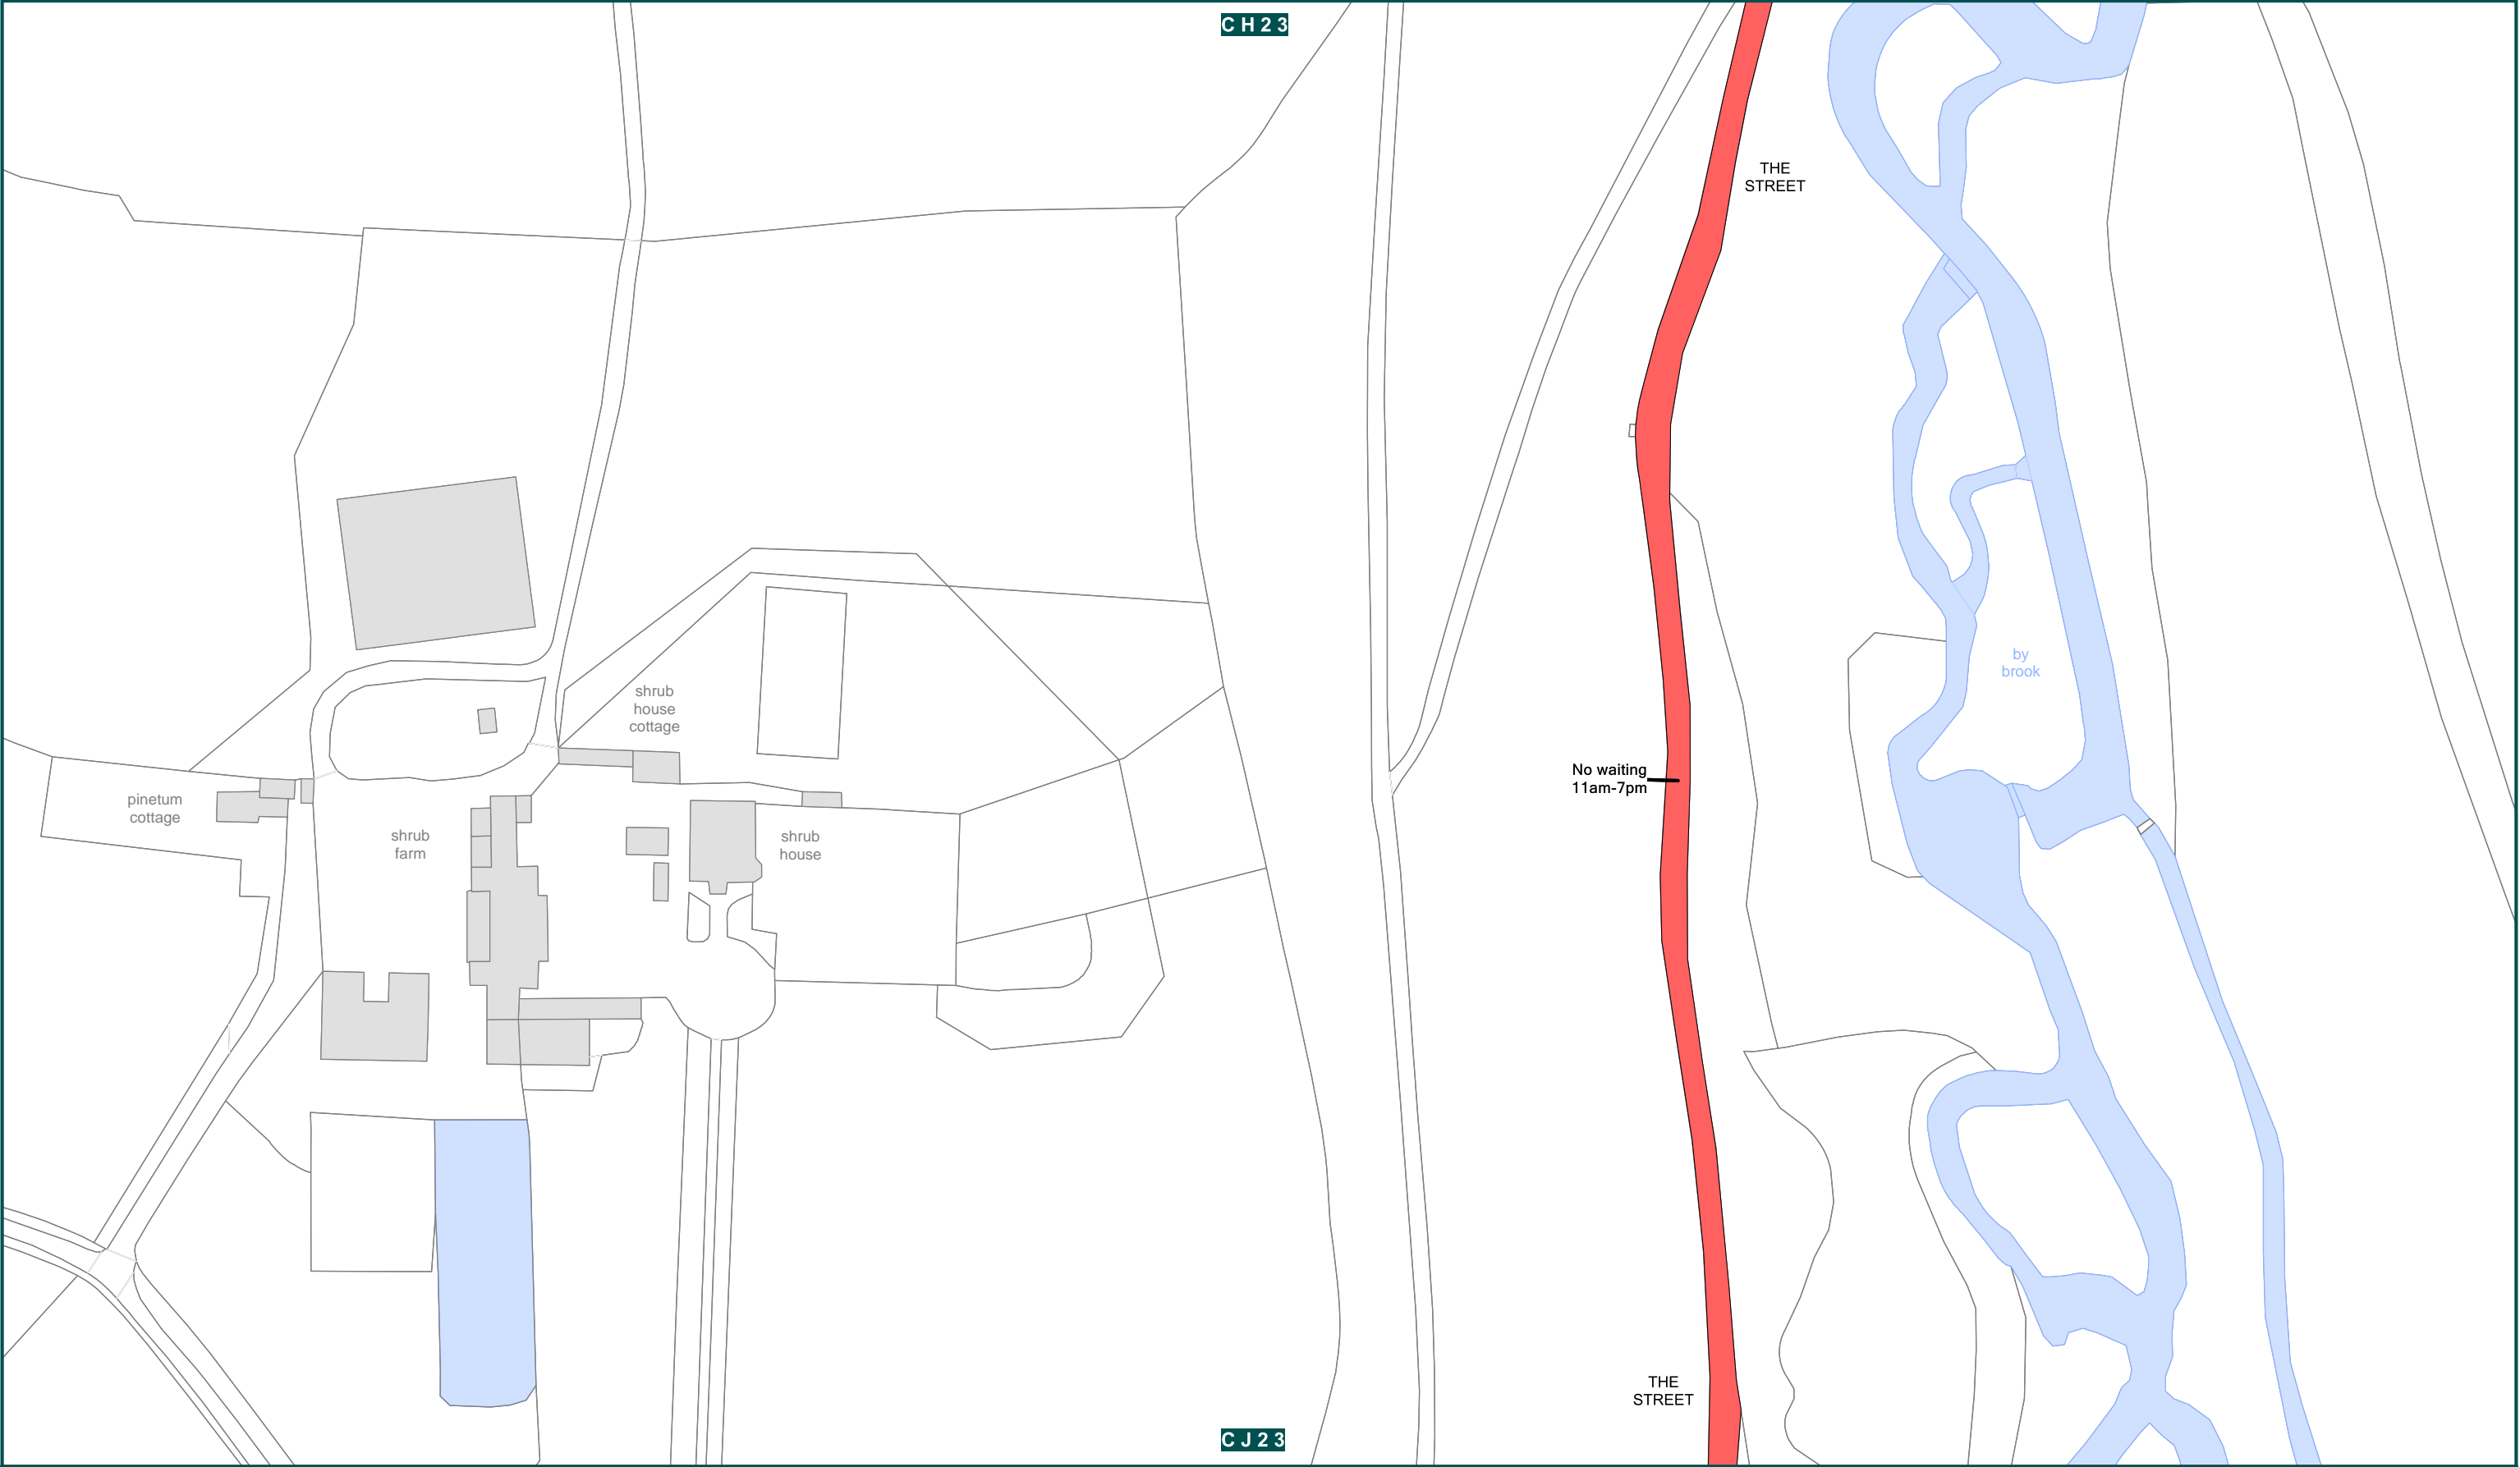 C H 2 3
THE
STREET
by
brook
shrub
house
cottage
No waiting
11am-7pm
pinetum
cottage
shrub
farm
shrub
house
THE
STREET
C J 2 3